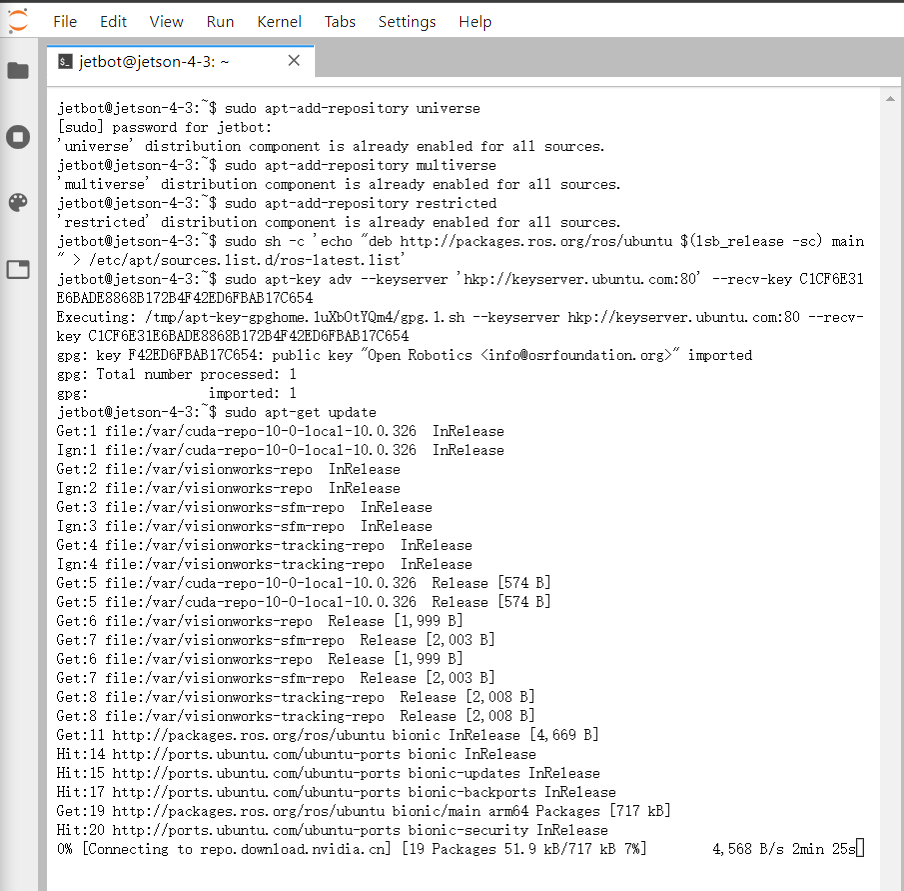 File Edit View Run Kernel Tabs Settings Help
jetbot@jetson-4-3: ~
jetbot@jetson-4-3:~$ sudo apt-add-repository universe
[sudo] password for jetbot:
'universe' distribution component is already enabled for all sources.
jetbot@jetson-4-3:~$ sudo apt-add-repository multiverse
'multiverse' distribution component is already enabled for all sources.
jetbot@jetson-4-3:~$ sudo apt-add-repository restricted
'restricted' distribution component is already enabled for all sources.
jetbot@jetson-4-3:~$ sudo sh -c 'echo "deb http://packages.ros.org/ros/ubuntu $(lsb_release -sc) main
" > /etc/apt/sources.list.d/ros-latest.list'
jetbot@jetson-4-3:~$ sudo apt-key adv --keyserver 'hkp://keyserver.ubuntu.com:80' --recv-key C1CF6E31
E6BADE8868B172B4F42ED6FBAB17C654
Executing: /tmp/apt-key-gpghome.1uXbOtYQm4/gpg.1.sh --keyserver hkp://keyserver.ubuntu.com:80 --recv-
key C1CF6E31E6BADE8868B172B4F42ED6FBAB17C654
gpg: key F42ED6FBAB17C654: public key "Open Robotics <info@osrfoundation.org>" imported
gpg: Total number processed: 1
gpg:               imported: 1
jetbot@jetson-4-3:~$ sudo apt-get update
Get:1 file:/var/cuda-repo-10-0-local-10.0.326  InRelease
Ign:1 file:/var/cuda-repo-10-0-local-10.0.326  InRelease
Get:2 file:/var/visionworks-repo  InRelease
Ign:2 file:/var/visionworks-repo  InRelease
Get:3 file:/var/visionworks-sfm-repo  InRelease
Ign:3 file:/var/visionworks-sfm-repo  InRelease
Get:4 file:/var/visionworks-tracking-repo  InRelease
Ign:4 file:/var/visionworks-tracking-repo  InRelease
Get:5 file:/var/cuda-repo-10-0-local-10.0.326  Release [574 B]
Get:5 file:/var/cuda-repo-10-0-local-10.0.326  Release [574 B]
Get:6 file:/var/visionworks-repo  Release [1,999 B]
Get:7 file:/var/visionworks-sfm-repo  Release [2,003 B]
Get:6 file:/var/visionworks-repo  Release [1,999 B]
Get:7 file:/var/visionworks-sfm-repo  Release [2,003 B]
Get:8 file:/var/visionworks-tracking-repo  Release [2,008 B]
Get:8 file:/var/visionworks-tracking-repo  Release [2,008 B]
Get:11 http://packages.ros.org/ros/ubuntu bionic InRelease [4,669 B]
Hit:14 http://ports.ubuntu.com/ubuntu-ports bionic InRelease
Hit:15 http://ports.ubuntu.com/ubuntu-ports bionic-updates InRelease
Hit:17 http://ports.ubuntu.com/ubuntu-ports bionic-backports InRelease
Get:19 http://packages.ros.org/ros/ubuntu bionic/main arm64 Packages [717 kB]
Hit:20 http://ports.ubuntu.com/ubuntu-ports bionic-security InRelease
0% [Connecting to repo.download.nvidia.cn] [19 Packages 51.9 kB/717 kB 7%]        4,568 B/s 2min 25s